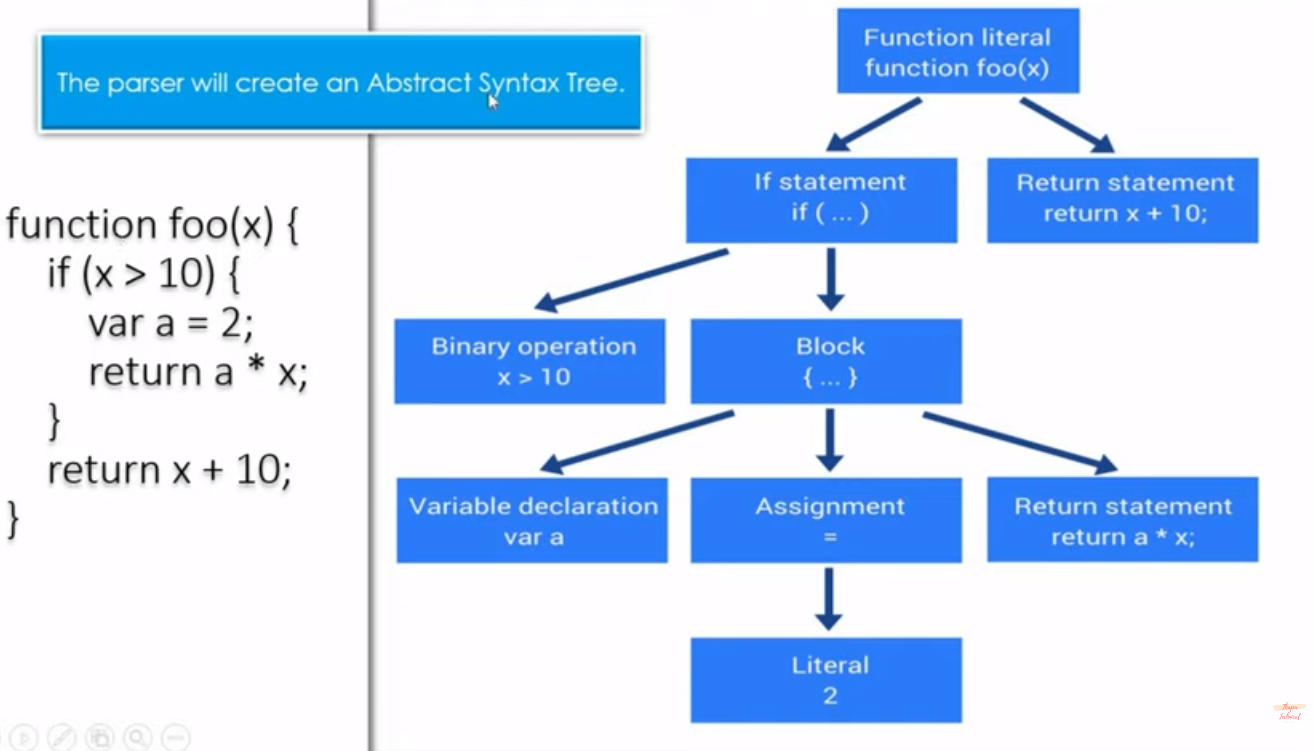 The parser will create an Abstract Syntax Tree.
function foo(x) {
if (x > 10) {
var a = 2;
return a * x;
}
return x + 10;
}
Function literal
function foo(x)
If statement
if ( ... )
Return statement
return x + 10;
Binary operation
x > 10
Block
{ ... }
Variable declaration
var a
Assignment
=
Return statement
return a * x;
Literal
2